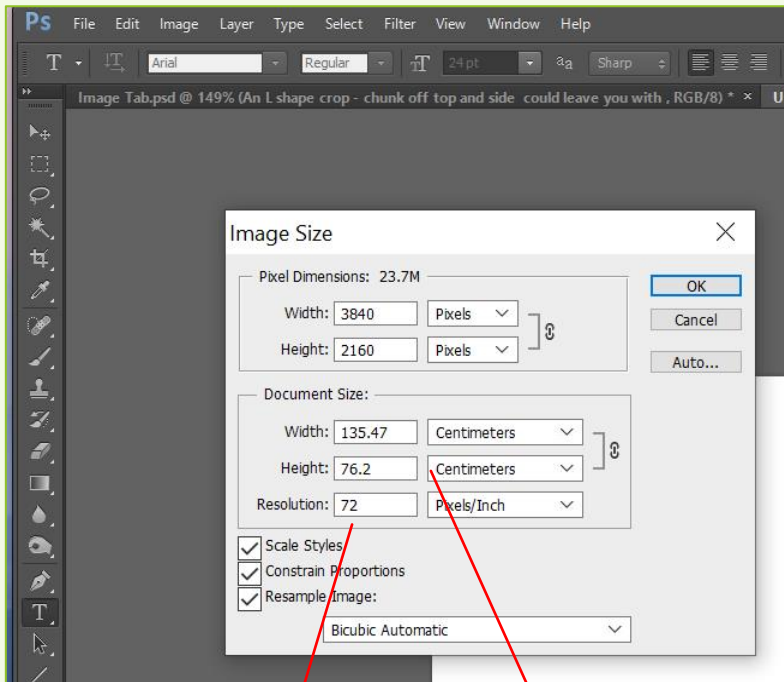 Ps File Edit Image Layer Type Select Filter View Window Help
T T Arial Regular T 24pt aa Sharp
Image Tab.psd @ 149% (An L shape crop - chunk off top and side could leave you with , RGB/8) * × U
Image Size
Pixel Dimensions: 23.7M
OK
Width: 3840 Pixels
Cancel
Height: 2160 Pixels
Auto...
Document Size:
Width: 135.47 Centimeters
Height: 76.2 Centimeters
Resolution: 72 Pixels/Inch
Scale Styles
Constrain Proportions
Resample Image:
Bicubic Automatic
T